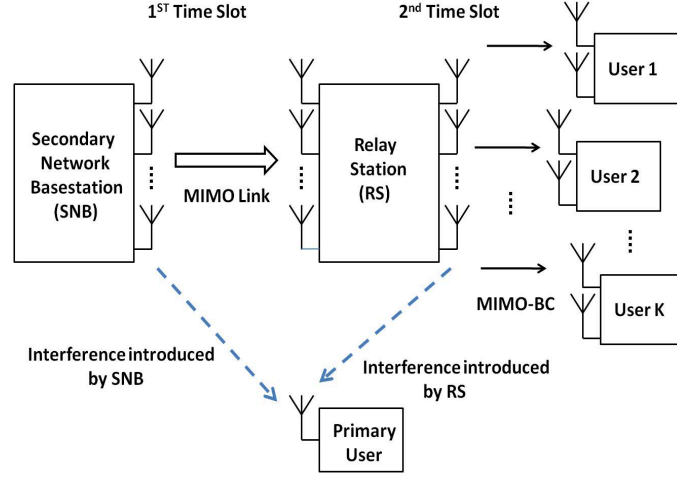 1ST Time Slot
2nd Time Slot
Secondary
Network
Basestation
(SNB)
MIMO Link
Relay
Station
(RS)
User 1
User 2
User K
MIMO-BC
Interference introduced
by SNB
Interference introduced
by RS
Primary
User